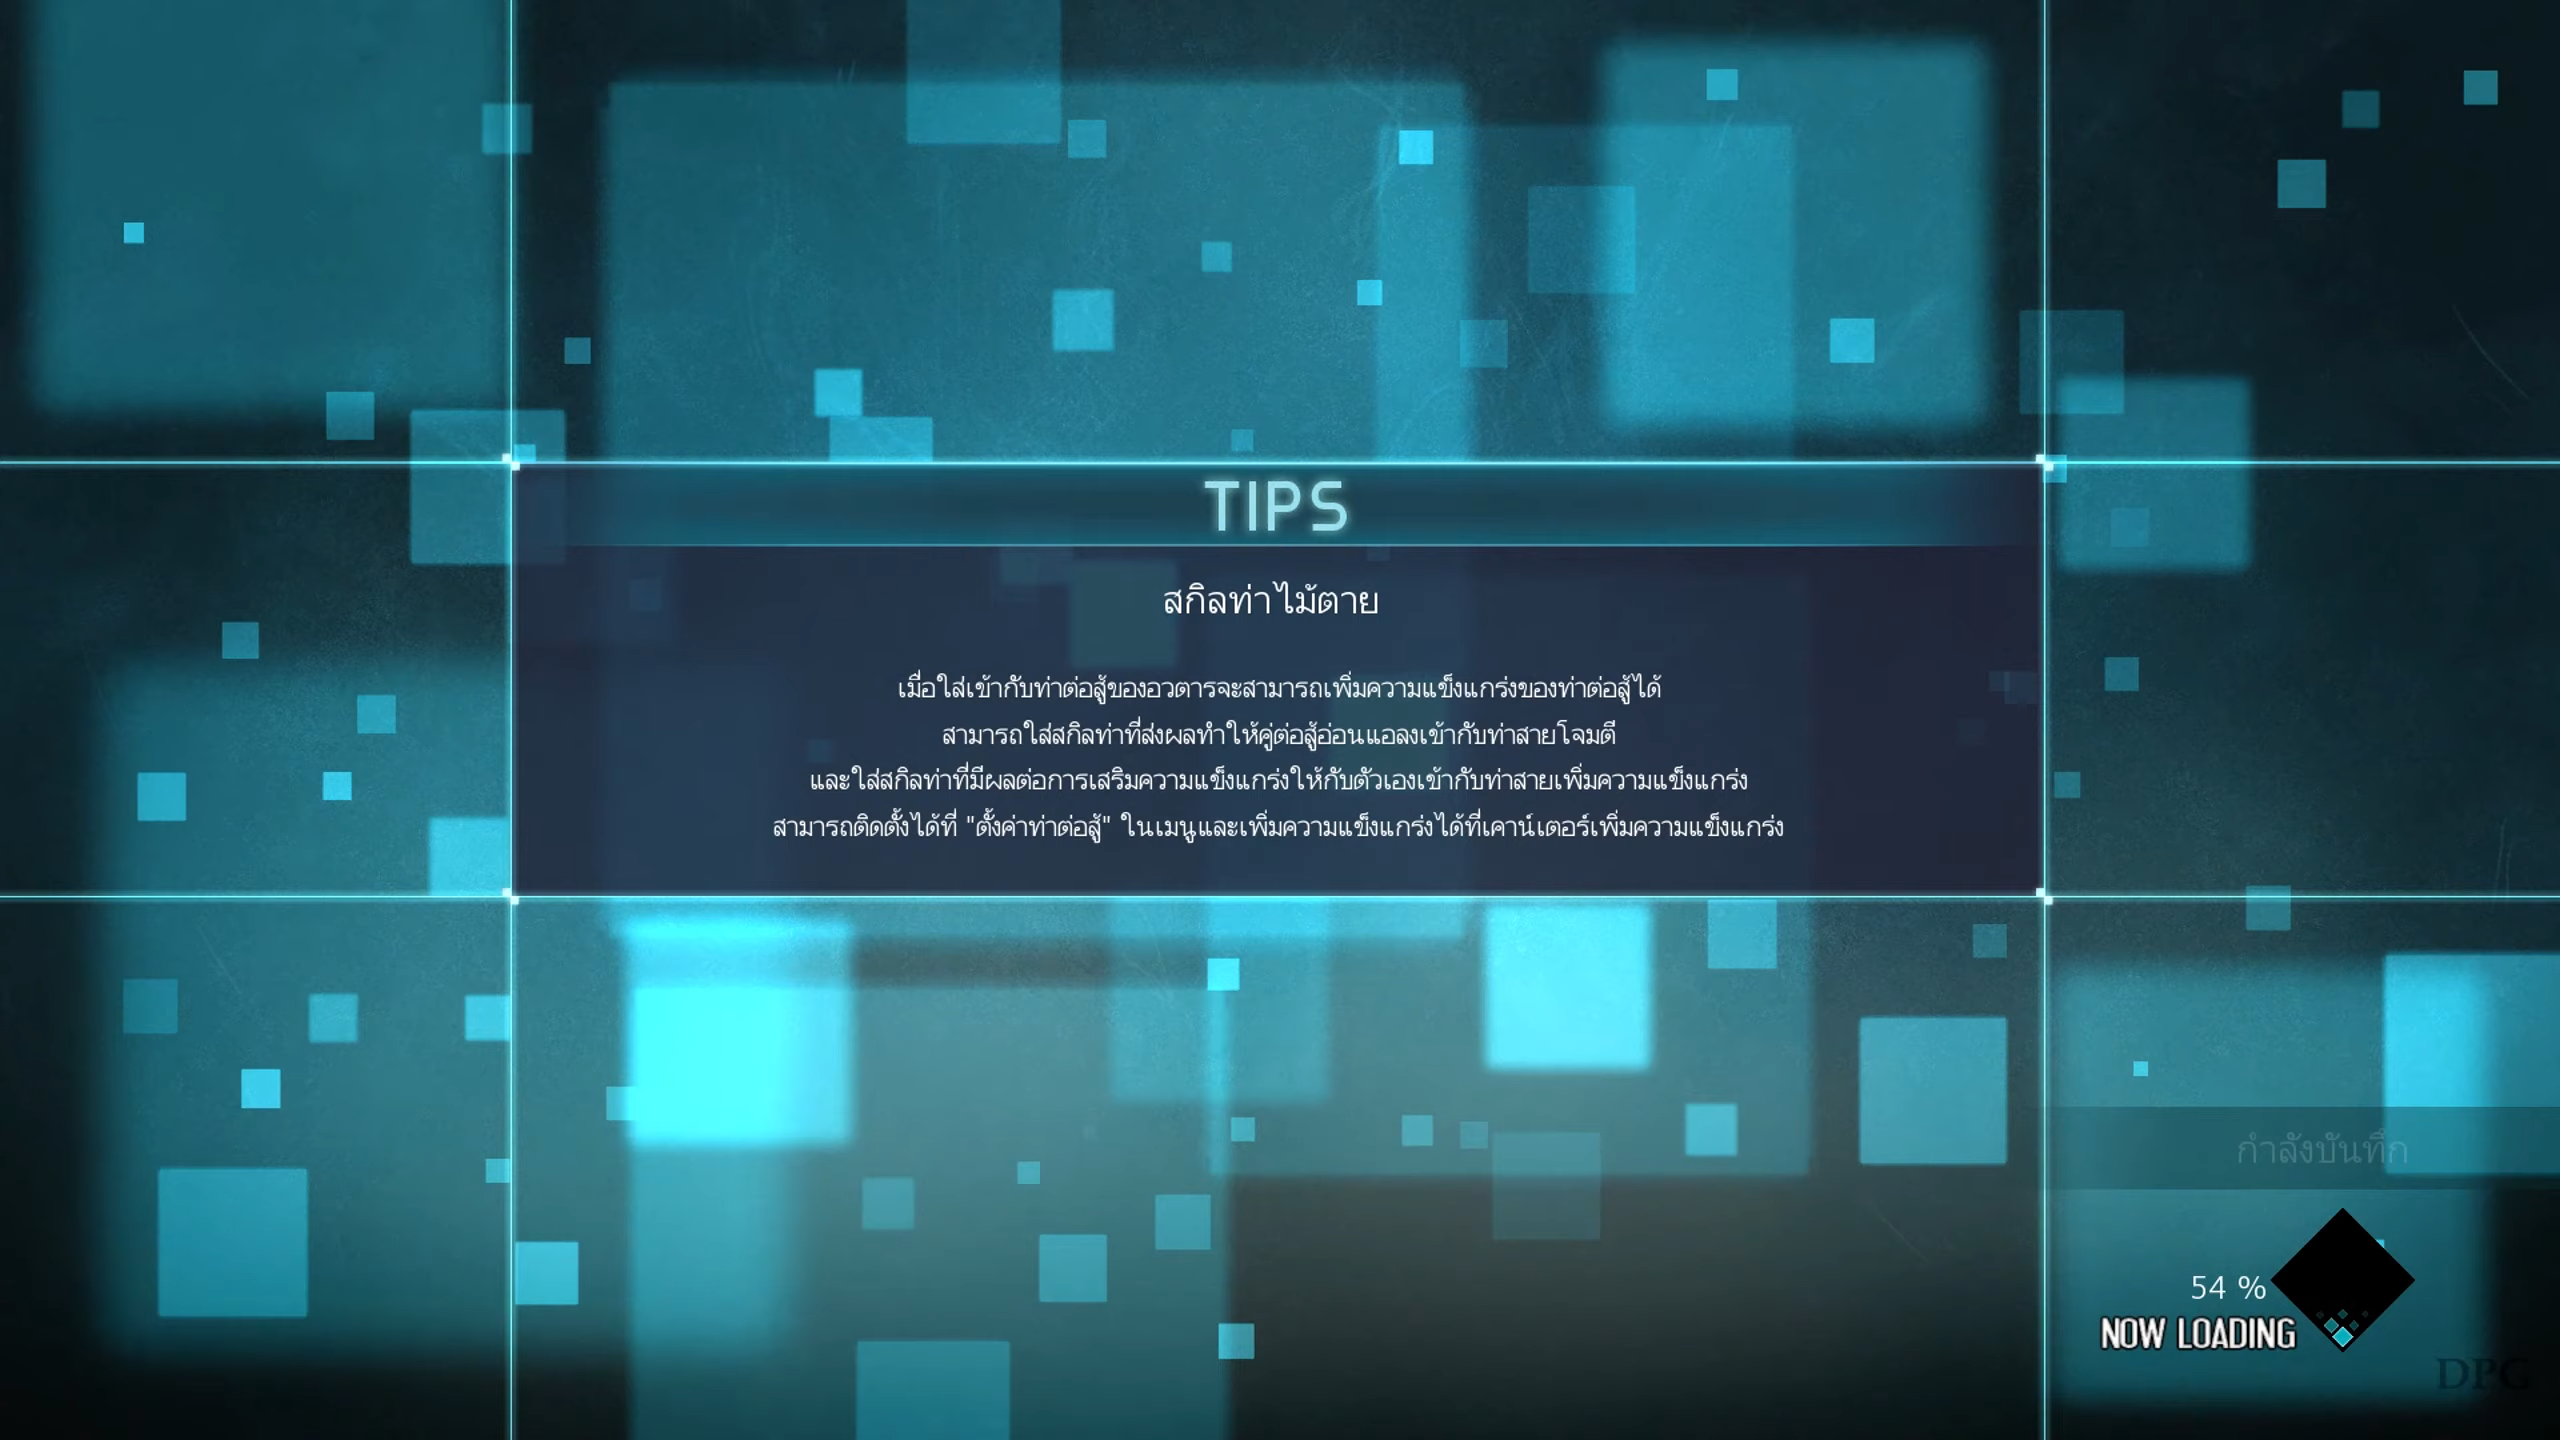 TIPS
สกิลท่าไม้ตาย
เมื่อใส่เข้ากับท่าต่อสู้ของอวตารจะสามารถเพิ่มความแข็งแกร่งของท่าต่อสู้ได้
สามารถใส่สกิลท่าที่ส่งผลทำให้คู่ต่อสู้อ่อนแอลงเข้ากับท่าสายโจมตี
และใส่สกิลท่าที่มีผลต่อการเสริมความแข็งแกร่งให้กับตัวเองเข้ากับท่าสายเพิ่มความแข็งแกร่ง
สามารถติดตั้งได้ที่ "ตั้งค่าท่าต่อสู้" ในเมนูและเพิ่มความแข็งแกร่งได้ที่เคาน์เตอร์เพิ่มความแข็งแกร่ง
กำลังบันทึก
54 %
NOW LOADING
DPG